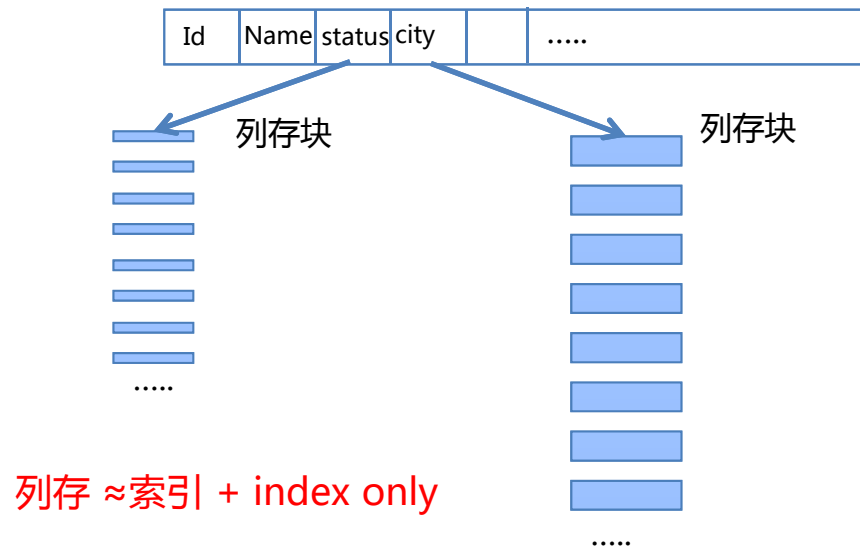 Id Name status city .....
列存块
列存块
.....
列存 ≈索引 + index only
.....